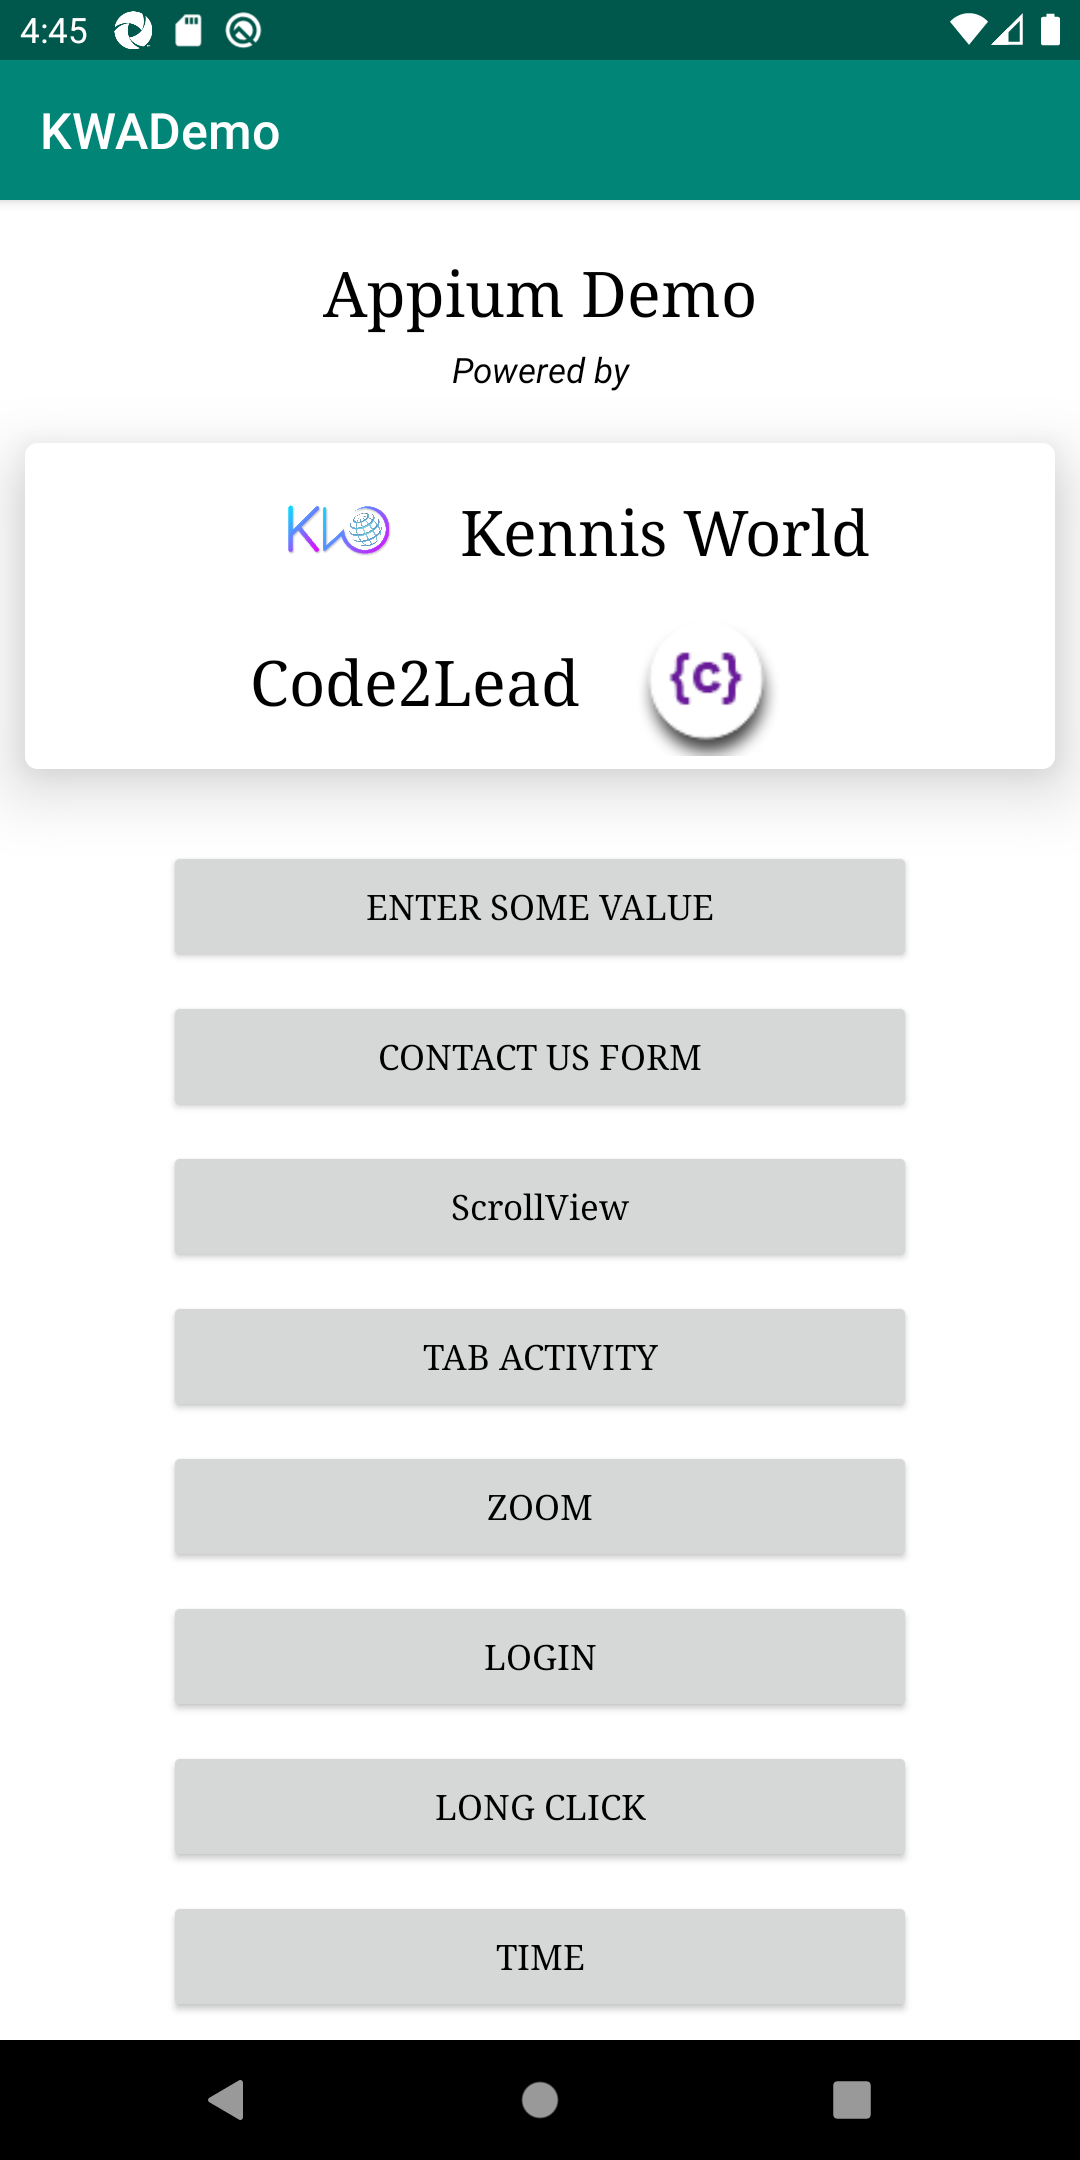 4:45
KWADemo
Appium Demo
Powered by
Kennis World
Code2Lead
{c}
ENTER SOME VALUE
CONTACT US FORM
ScrollView
TAB ACTIVITY
ZOOM
LOGIN
LONG CLICK
TIME